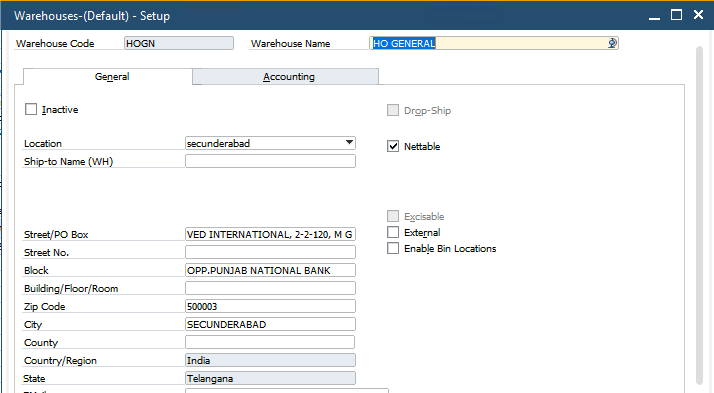 Warehouses-(Default) - Setup
Warehouse Code HOGN Warehouse Name HO GENERAL
General Accounting
Inactive Drop-Ship
Location secunderabad Nettable
Ship-to Name (WH)
Excisable
Street/PO Box VED INTERNATIONAL, 2-2-120, M G
Street No. External
Block OPP.PUNJAB NATIONAL BANK Enable Bin Locations
Building/Floor/Room
Zip Code 500003
City SECUNDERABAD
County
Country/Region India
State Telangana